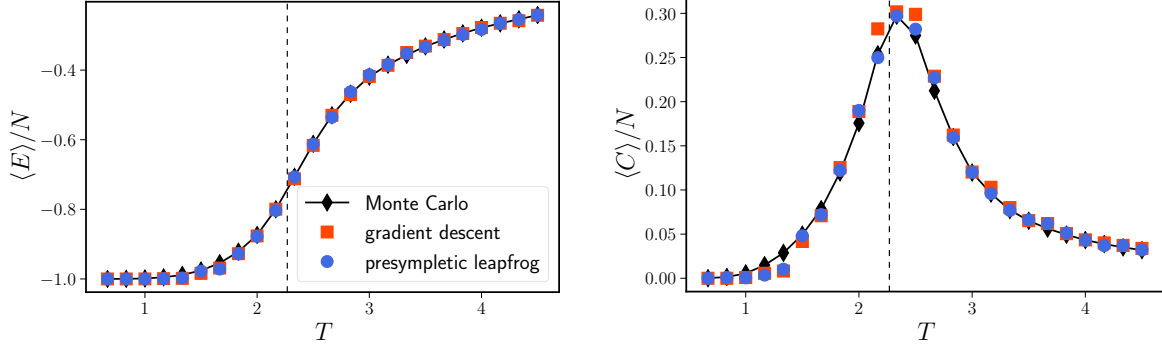 ⟨E⟩/N
−0.4
−0.6
−0.8
−1.0
1 2 3 4
T
Monte Carlo
gradient descent
presympletic leapfrog
⟨C⟩/N
0.30
0.25
0.20
0.15
0.10
0.05
0.00
1 2 3 4
T